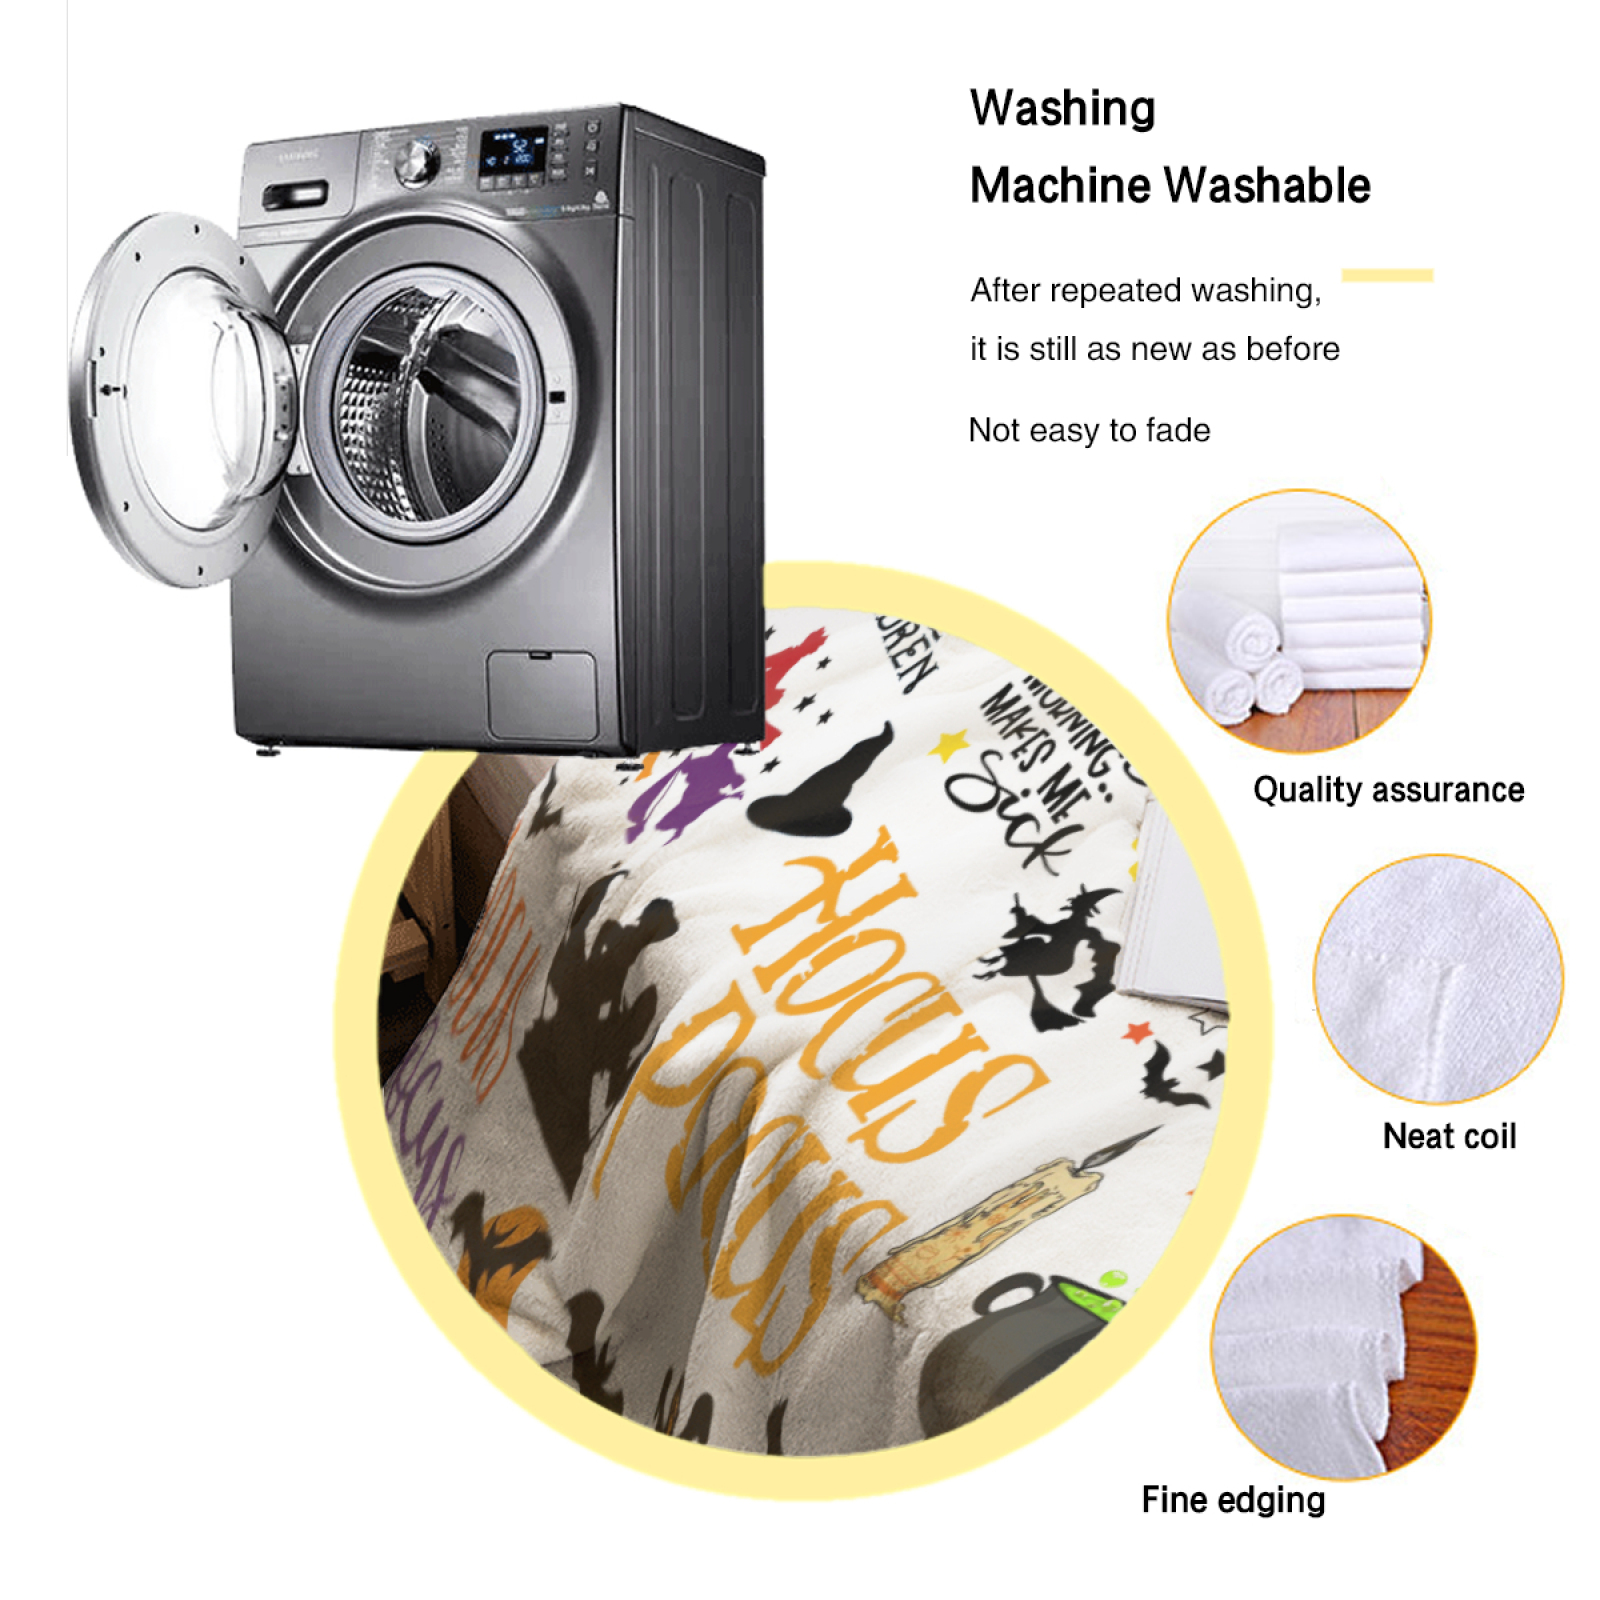 Washing
Machine Washable
After repeated washing,
it is still as new as before
Not easy to fade
Quality assurance
Neat coil
Fine edging
MORNING
MAKES ME
Sick
HOCUS
POCUS